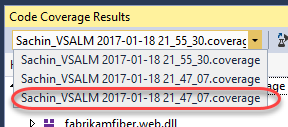 Code Coverage Results
Sachin_VSALM 2017-01-18 21_55_30.coverage
Sachin_VSALM 2017-01-18 21_55_30.coverage
Sachin_VSALM 2017-01-18 21_47_07.coverage
Sachin_VSALM 2017-01-18 21_47_07.coverage
fabrikamfiber.web.dll